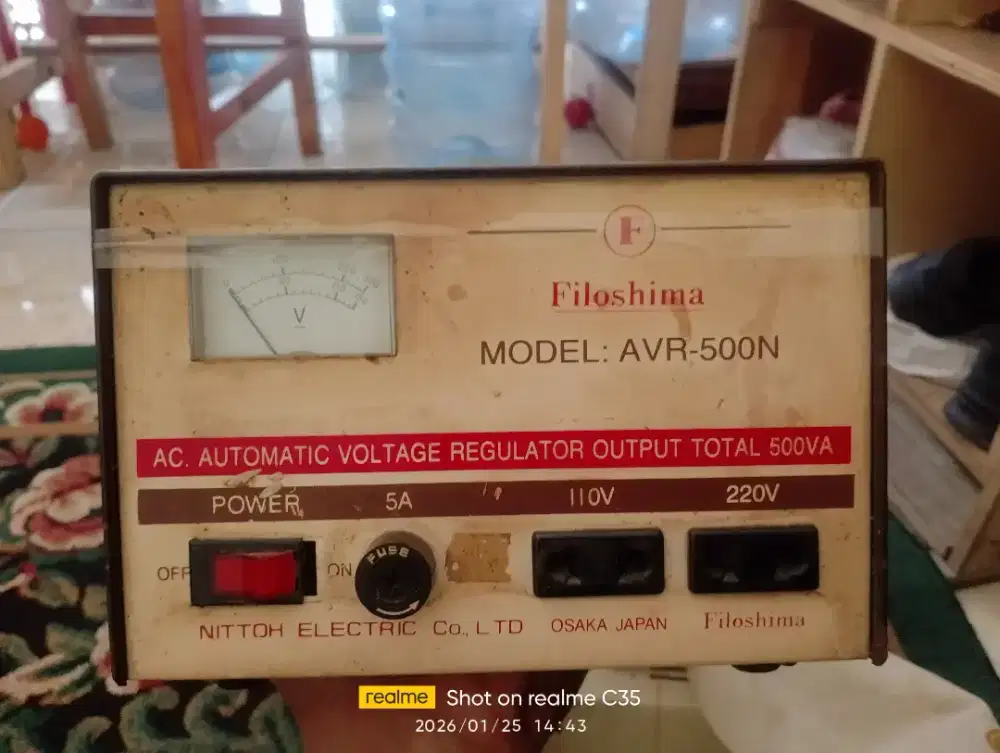 F
Filoshima
V
MODEL: AVR-500N
AC. AUTOMATIC VOLTAGE REGULATOR OUTPUT TOTAL 500VA
POWER 5A 110V 220V
OFF ON FUSE
NITTOH ELECTRIC Co., LTD OSAKA JAPAN Filoshima
realme Shot on realme C35
2026/01/25 14:43